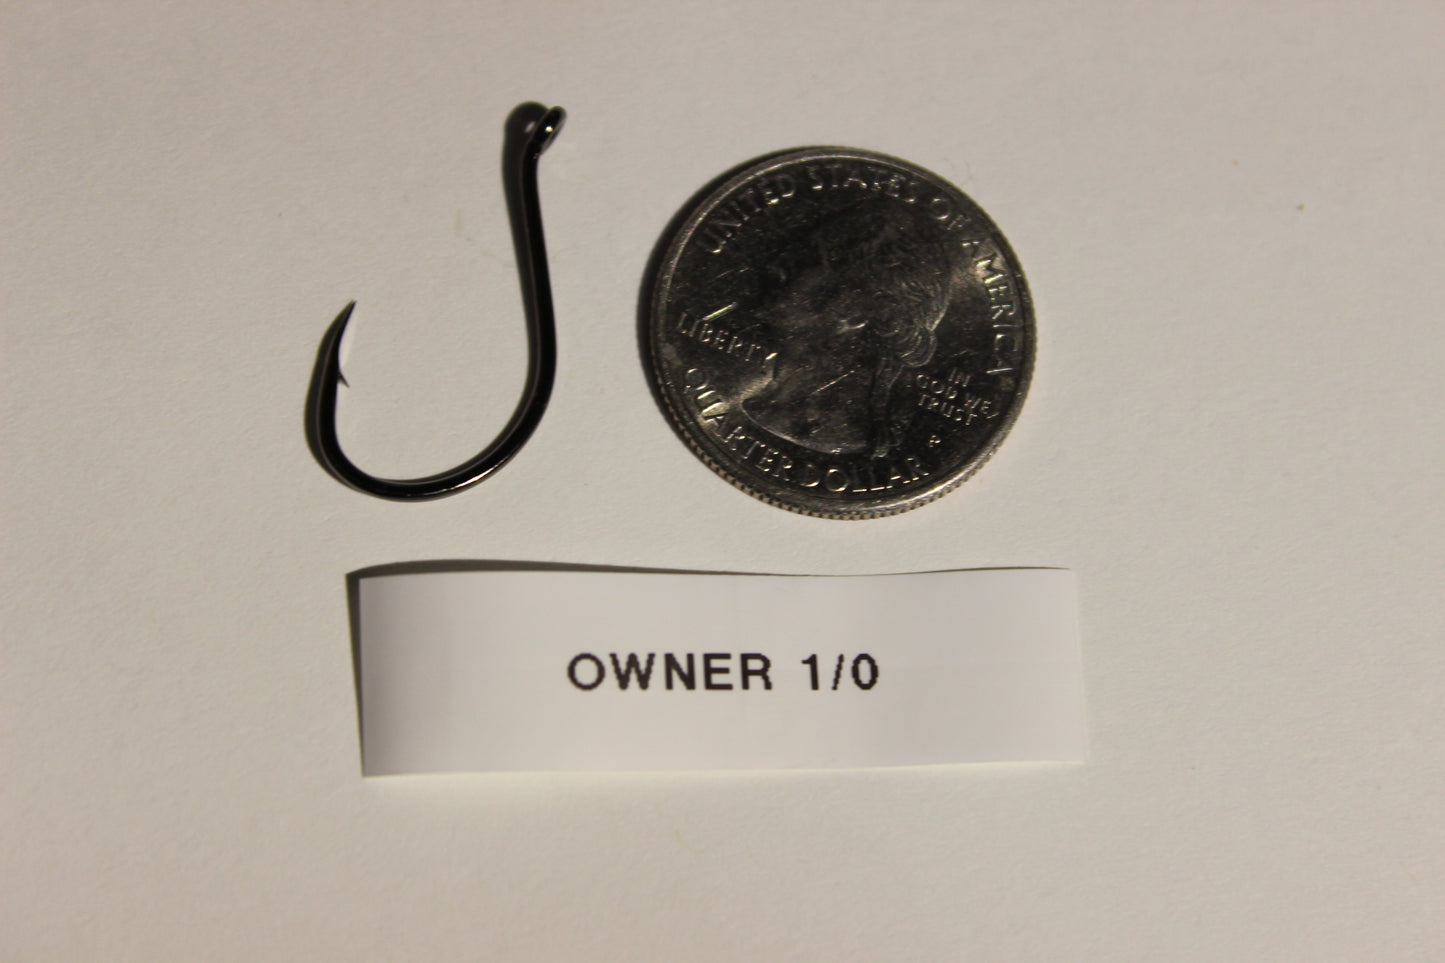 UNITED STATES OF AMERICA
LIBERTY
IN
GOD WE
TRUST
P
QUARTER DOLLAR
OWNER 1/0